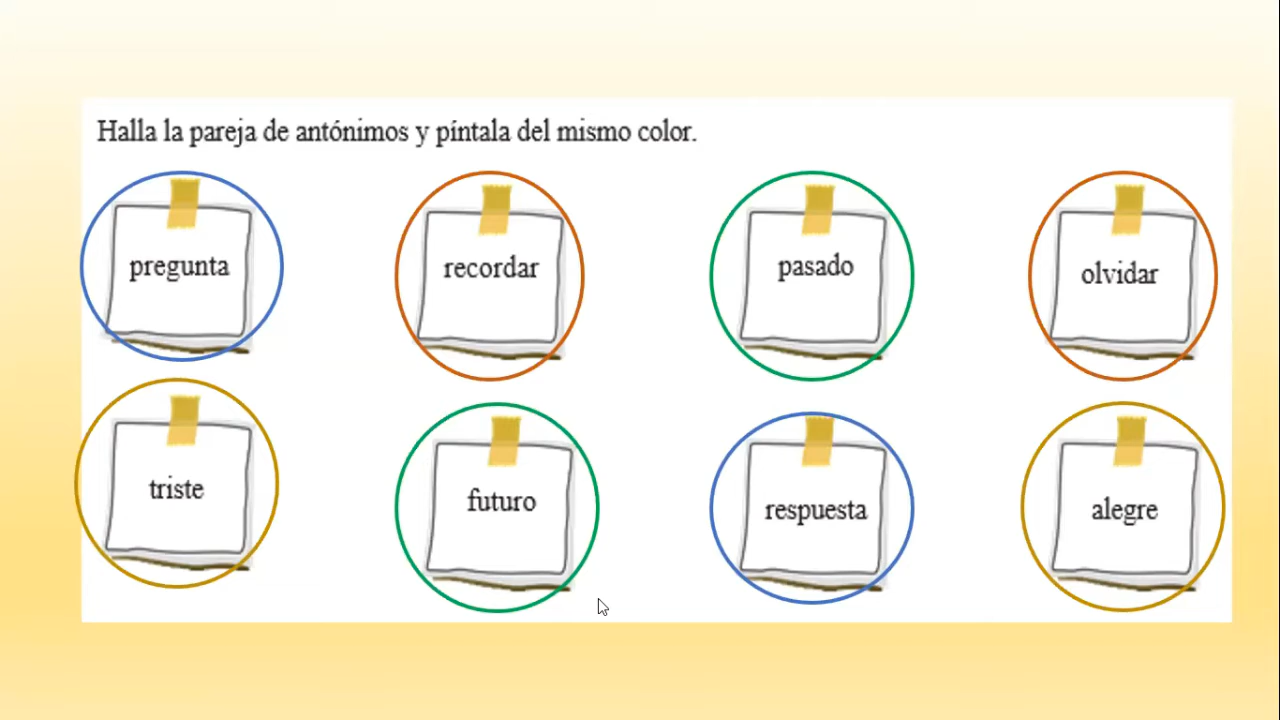 Halla la pareja de antónimos y píntala del mismo color.
pregunta
recordar
pasado
olvidar
triste
futuro
respuesta
alegre